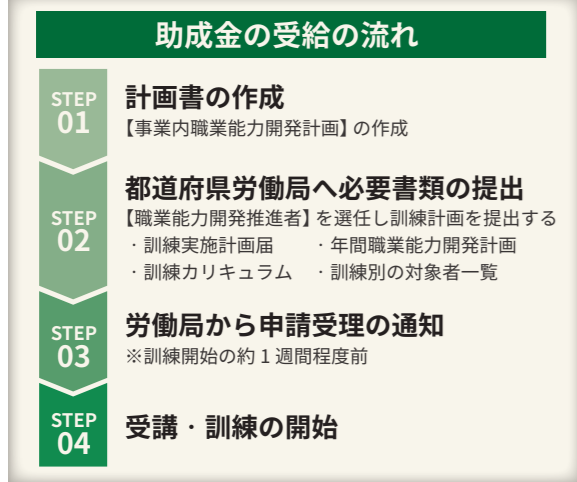 助成金の受給の流れ
STEP
01
計画書の作成
【事業内職業能力開発計画】の作成
STEP
02
都道府県労働局へ必要書類の提出
【職業能力開発推進者】を選任し訓練計画を提出する
・訓練実施計画届 ・年間職業能力開発計画
・訓練カリキュラム ・訓練別の対象者一覧
STEP
03
労働局から申請受理の通知
※訓練開始の約1週間程度前
STEP
04
受講・訓練の開始